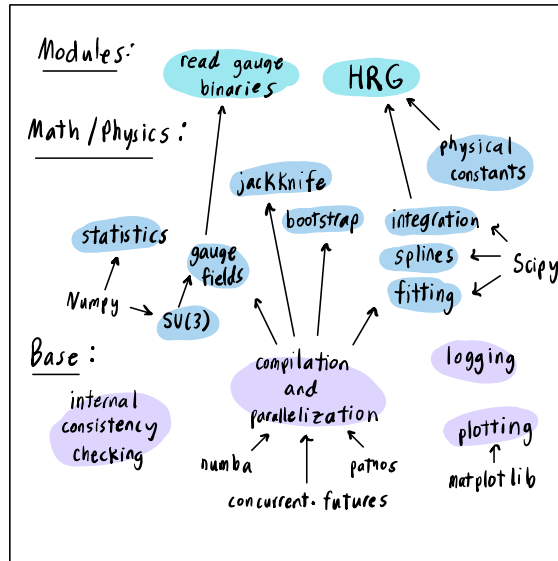 Modules:
read gauge
binaries
HRG
Math/Physics:
physical
constants
jackknife
bootstrap
integration
statistics
gauge
fields
splines
Scipy
Numpy
SU(3)
fitting
Base:
compilation
and
parallelization
logging
internal
consistency
checking
plotting
numba
pathos
concurrent.futures
matplotlib